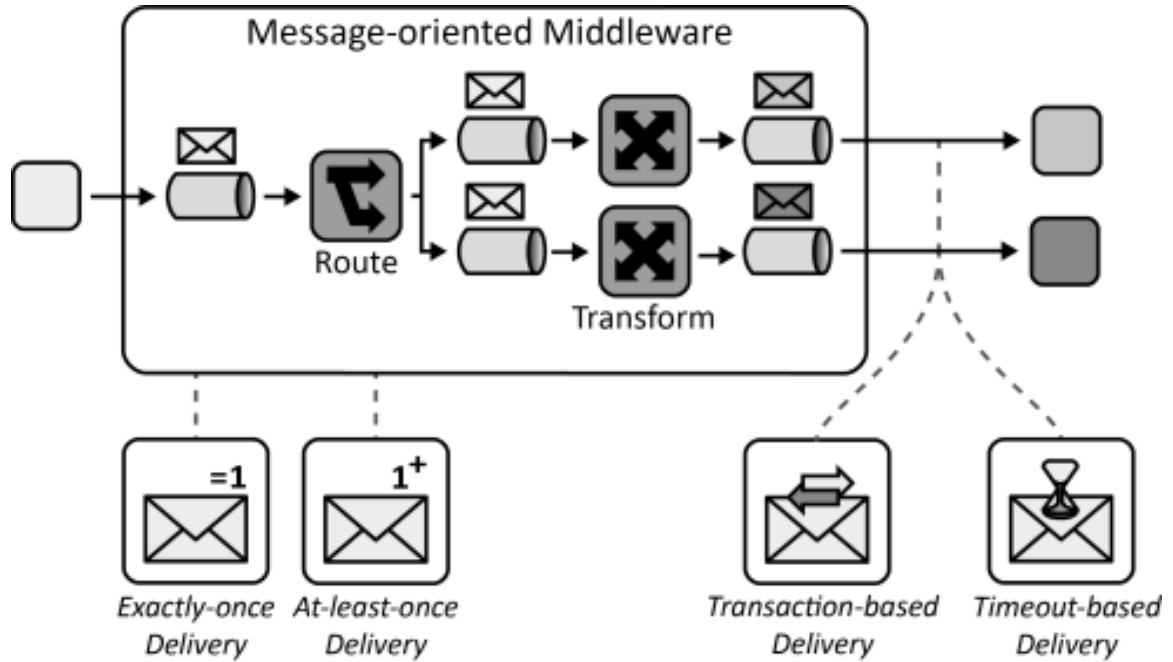 Message-oriented Middleware
Route
Transform
=1
1+
Exactly-once
Delivery
At-least-once
Delivery
Transaction-based
Delivery
Timeout-based
Delivery